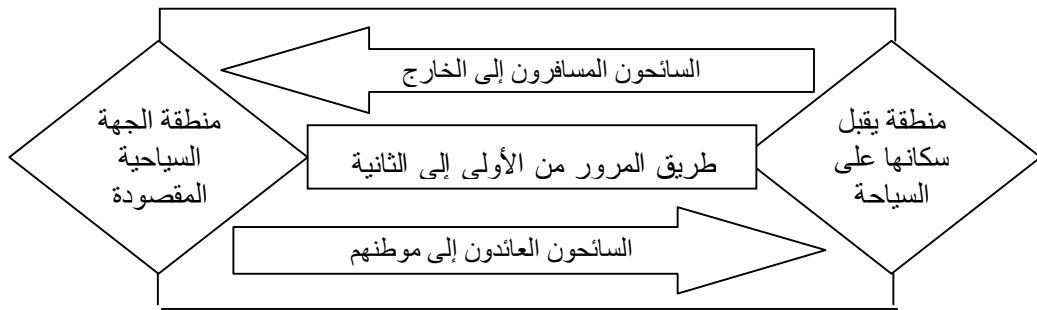 السائحون المسافرون إلى الخارج
منطقة يقبل
سكانها على
السياحة
طريق المرور من الأولى إلى الثانية
منطقة الجهة
السياحية
المقصودة
السائحون العائدون إلى موطنهم